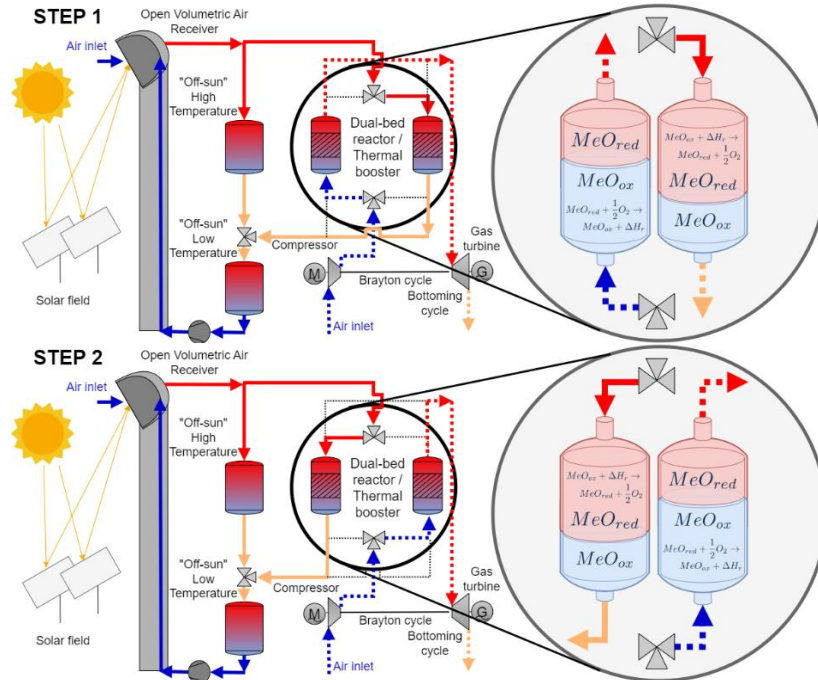 STEP 1
Open Volumetric Air
Receiver
Air inlet
"Off-sun"
High
Temperature
Dual-bed
reactor /
Thermal
booster
"Off-sun"
Low
Temperature
Compressor
Gas
turbine
M
G
Brayton cycle
Bottoming
cycle
Air inlet
Solar field
MeO_red
MeO_ox
MeO_red + 1/2 O_2 →
MeO_ox + ΔH_r
MeO_ox + ΔH_r →
MeO_red + 1/2 O_2
MeO_red
MeO_ox
STEP 2
Open Volumetric Air
Receiver
Air inlet
"Off-sun"
High
Temperature
Dual-bed
reactor /
Thermal
booster
"Off-sun"
Low
Temperature
Compressor
Gas
turbine
M
G
Brayton cycle
Bottoming
cycle
Air inlet
Solar field
MeO_ox + ΔH_r →
MeO_red + 1/2 O_2
MeO_red
MeO_ox
MeO_red
MeO_ox
MeO_red + 1/2 O_2 →
MeO_ox + ΔH_r